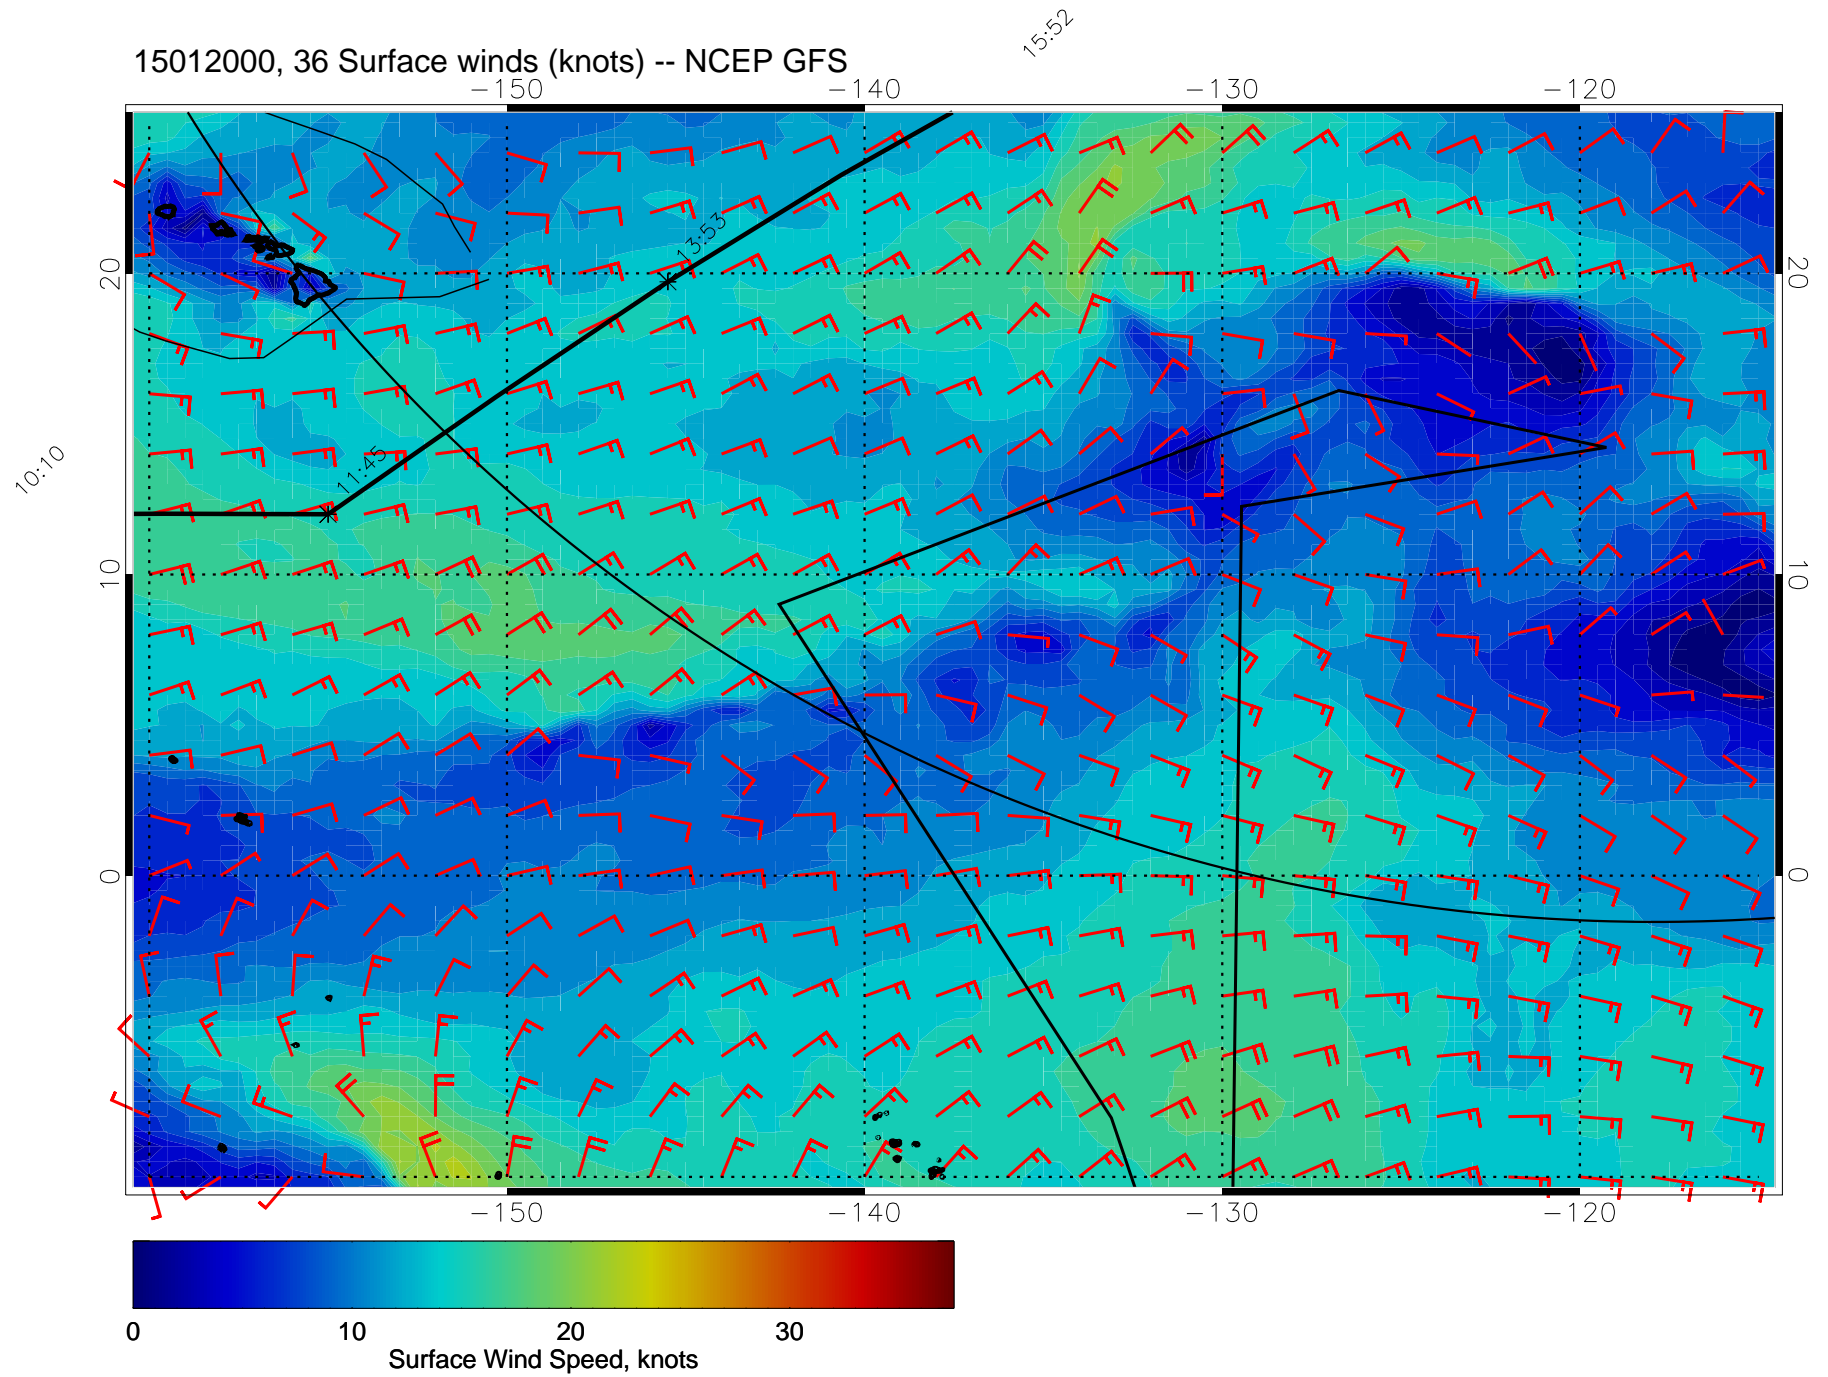 15:52
15012000, 36 Surface winds (knots) -- NCEP GFS
-150 -140 -130 -120
13:53
20 20
11:45
10:10
10 10
0 0
-150 -140 -130 -120
0 10 20 30
Surface Wind Speed, knots